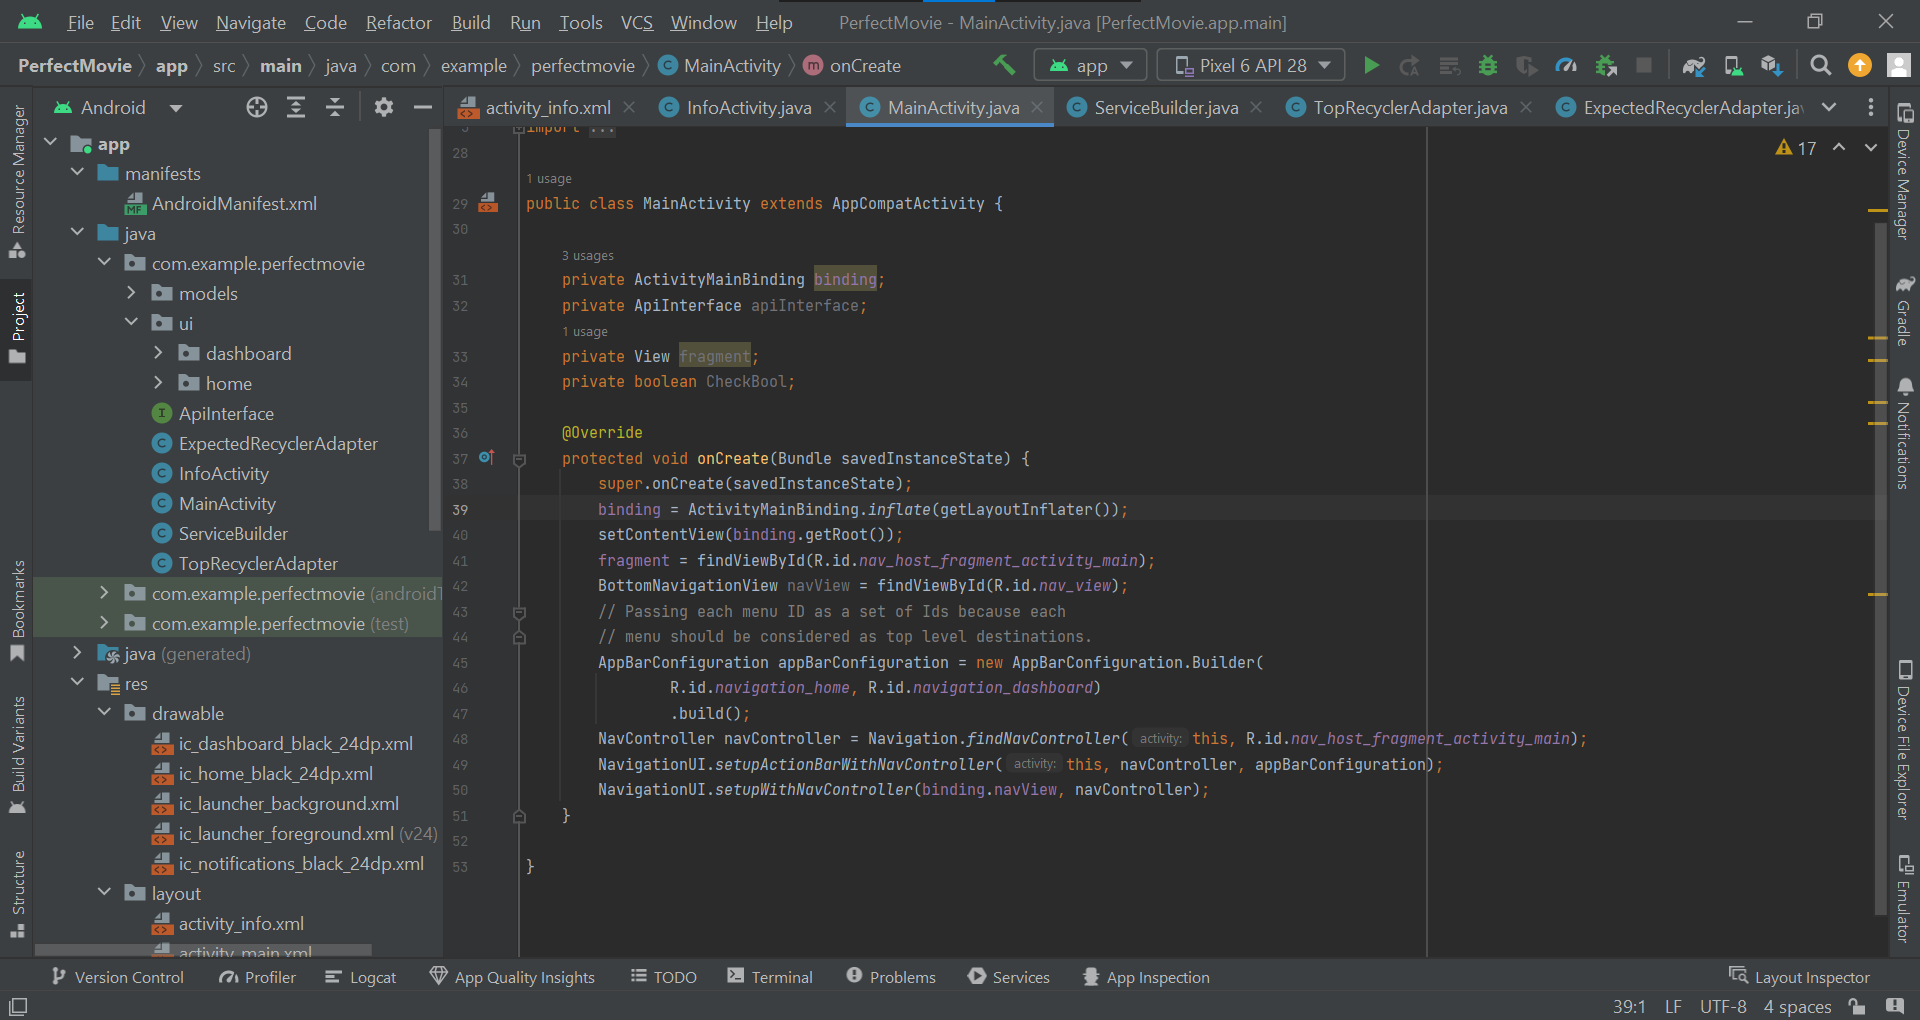 File Edit View Navigate Code Refactor Build Run Tools VCS Window Help PerfectMovie - MainActivity.java [PerfectMovie.app.main]
PerfectMovie app src main java com example perfectmovie MainActivity onCreate app Pixel 6 API 28
Android
activity_info.xml InfoActivity.java MainActivity.java ServiceBuilder.java TopRecyclerAdapter.java ExpectedRecyclerAdapter.ja
Resource Manager
Project
Bookmarks
Build Variants
Structure
app
manifests
AndroidManifest.xml
java
com.example.perfectmovie
models
ui
dashboard
home
ApiInterface
ExpectedRecyclerAdapter
InfoActivity
MainActivity
ServiceBuilder
TopRecyclerAdapter
com.example.perfectmovie (androidT
com.example.perfectmovie (test)
java (generated)
res
drawable
ic_dashboard_black_24dp.xml
ic_home_black_24dp.xml
ic_launcher_background.xml
ic_launcher_foreground.xml (v24)
ic_notifications_black_24dp.xml
layout
activity_info.xml
activity_main.xml
3 import ...
28
1 usage
29 public class MainActivity extends AppCompatActivity {
30
3 usages
31 private ActivityMainBinding binding;
32 private ApiInterface apiInterface;
1 usage
33 private View fragment;
34 private boolean CheckBool;
35
36 @Override
37 protected void onCreate(Bundle savedInstanceState) {
38 super.onCreate(savedInstanceState);
39 binding = ActivityMainBinding.inflate(getLayoutInflater());
40 setContentView(binding.getRoot());
41 fragment = findViewById(R.id.nav_host_fragment_activity_main);
42 BottomNavigationView navView = findViewById(R.id.nav_view);
43 // Passing each menu ID as a set of Ids because each
44 // menu should be considered as top level destinations.
45 AppBarConfiguration appBarConfiguration = new AppBarConfiguration.Builder(
46 R.id.navigation_home, R.id.navigation_dashboard)
47 .build();
48 NavController navController = Navigation.findNavController( activity: this, R.id.nav_host_fragment_activity_main);
49 NavigationUI.setupActionBarWithNavController( activity: this, navController, appBarConfiguration);
50 NavigationUI.setupWithNavController(binding.navView, navController);
51 }
52
53 }
17
Device Manager
Gradle
Notifications
Device File Explorer
Emulator
Version Control Profiler Logcat App Quality Insights TODO Terminal Problems Services App Inspection Layout Inspector
39:1 LF UTF-8 4 spaces